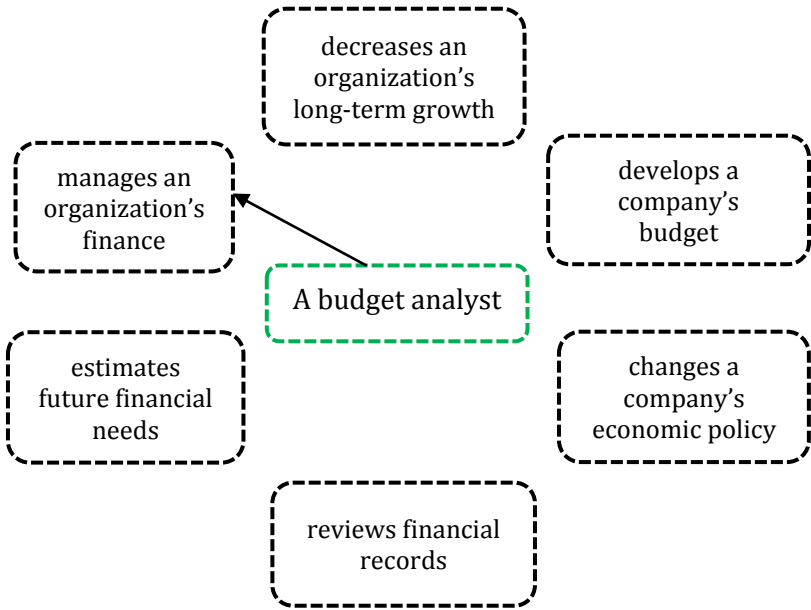 decreases an
organization’s
long-term growth
manages an
organization’s
finance
develops a
company’s
budget
A budget analyst
estimates
future financial
needs
changes a
company’s
economic policy
reviews financial
records